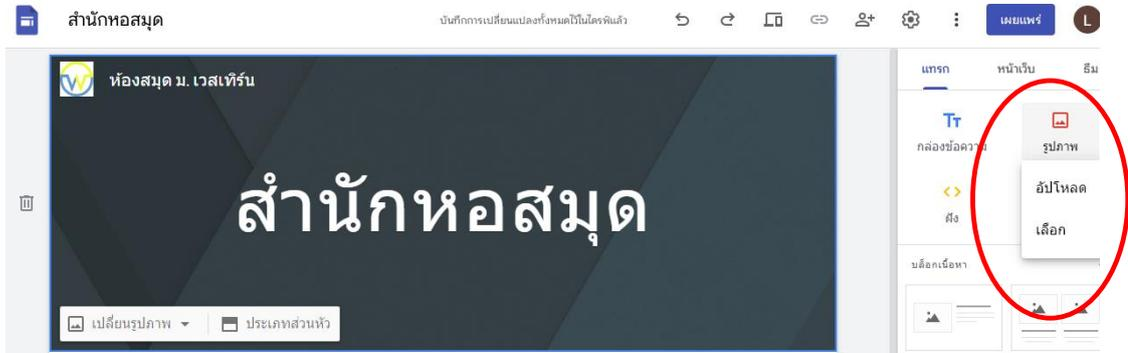 สำนักหอสมุด
บันทึกการเปลี่ยนแปลงทั้งหมดไว้ในไดรฟ์แล้ว
เผยแพร่
L
ห้องสมุด ม. เวสเทิร์น
สำนักหอสมุด
เปลี่ยนรูปภาพ
ประเภทส่วนหัว
แทรก
หน้าเว็บ
ธีม
กล่องข้อความ
รูปภาพ
ฝัง
อัปโหลด
เลือก
บล็อกเนื้อหา